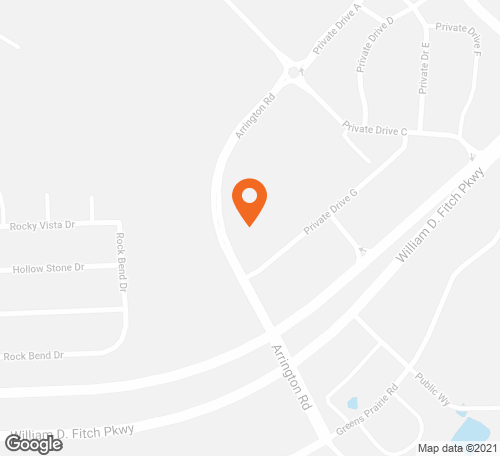 Private Drive A
Private Drive D
Private Dr E
Private Drive F
Arrington Rd
Private Drive C
Private Drive G
William D. Fitch Pkwy
Rocky Vista Dr
Rock Bend Dr
Hollow Stone Dr
Rock Bend Dr
Arrington Rd
Public Wy
Greens Prairie Rd
William D. Fitch Pkwy
Google
Map data ©2021